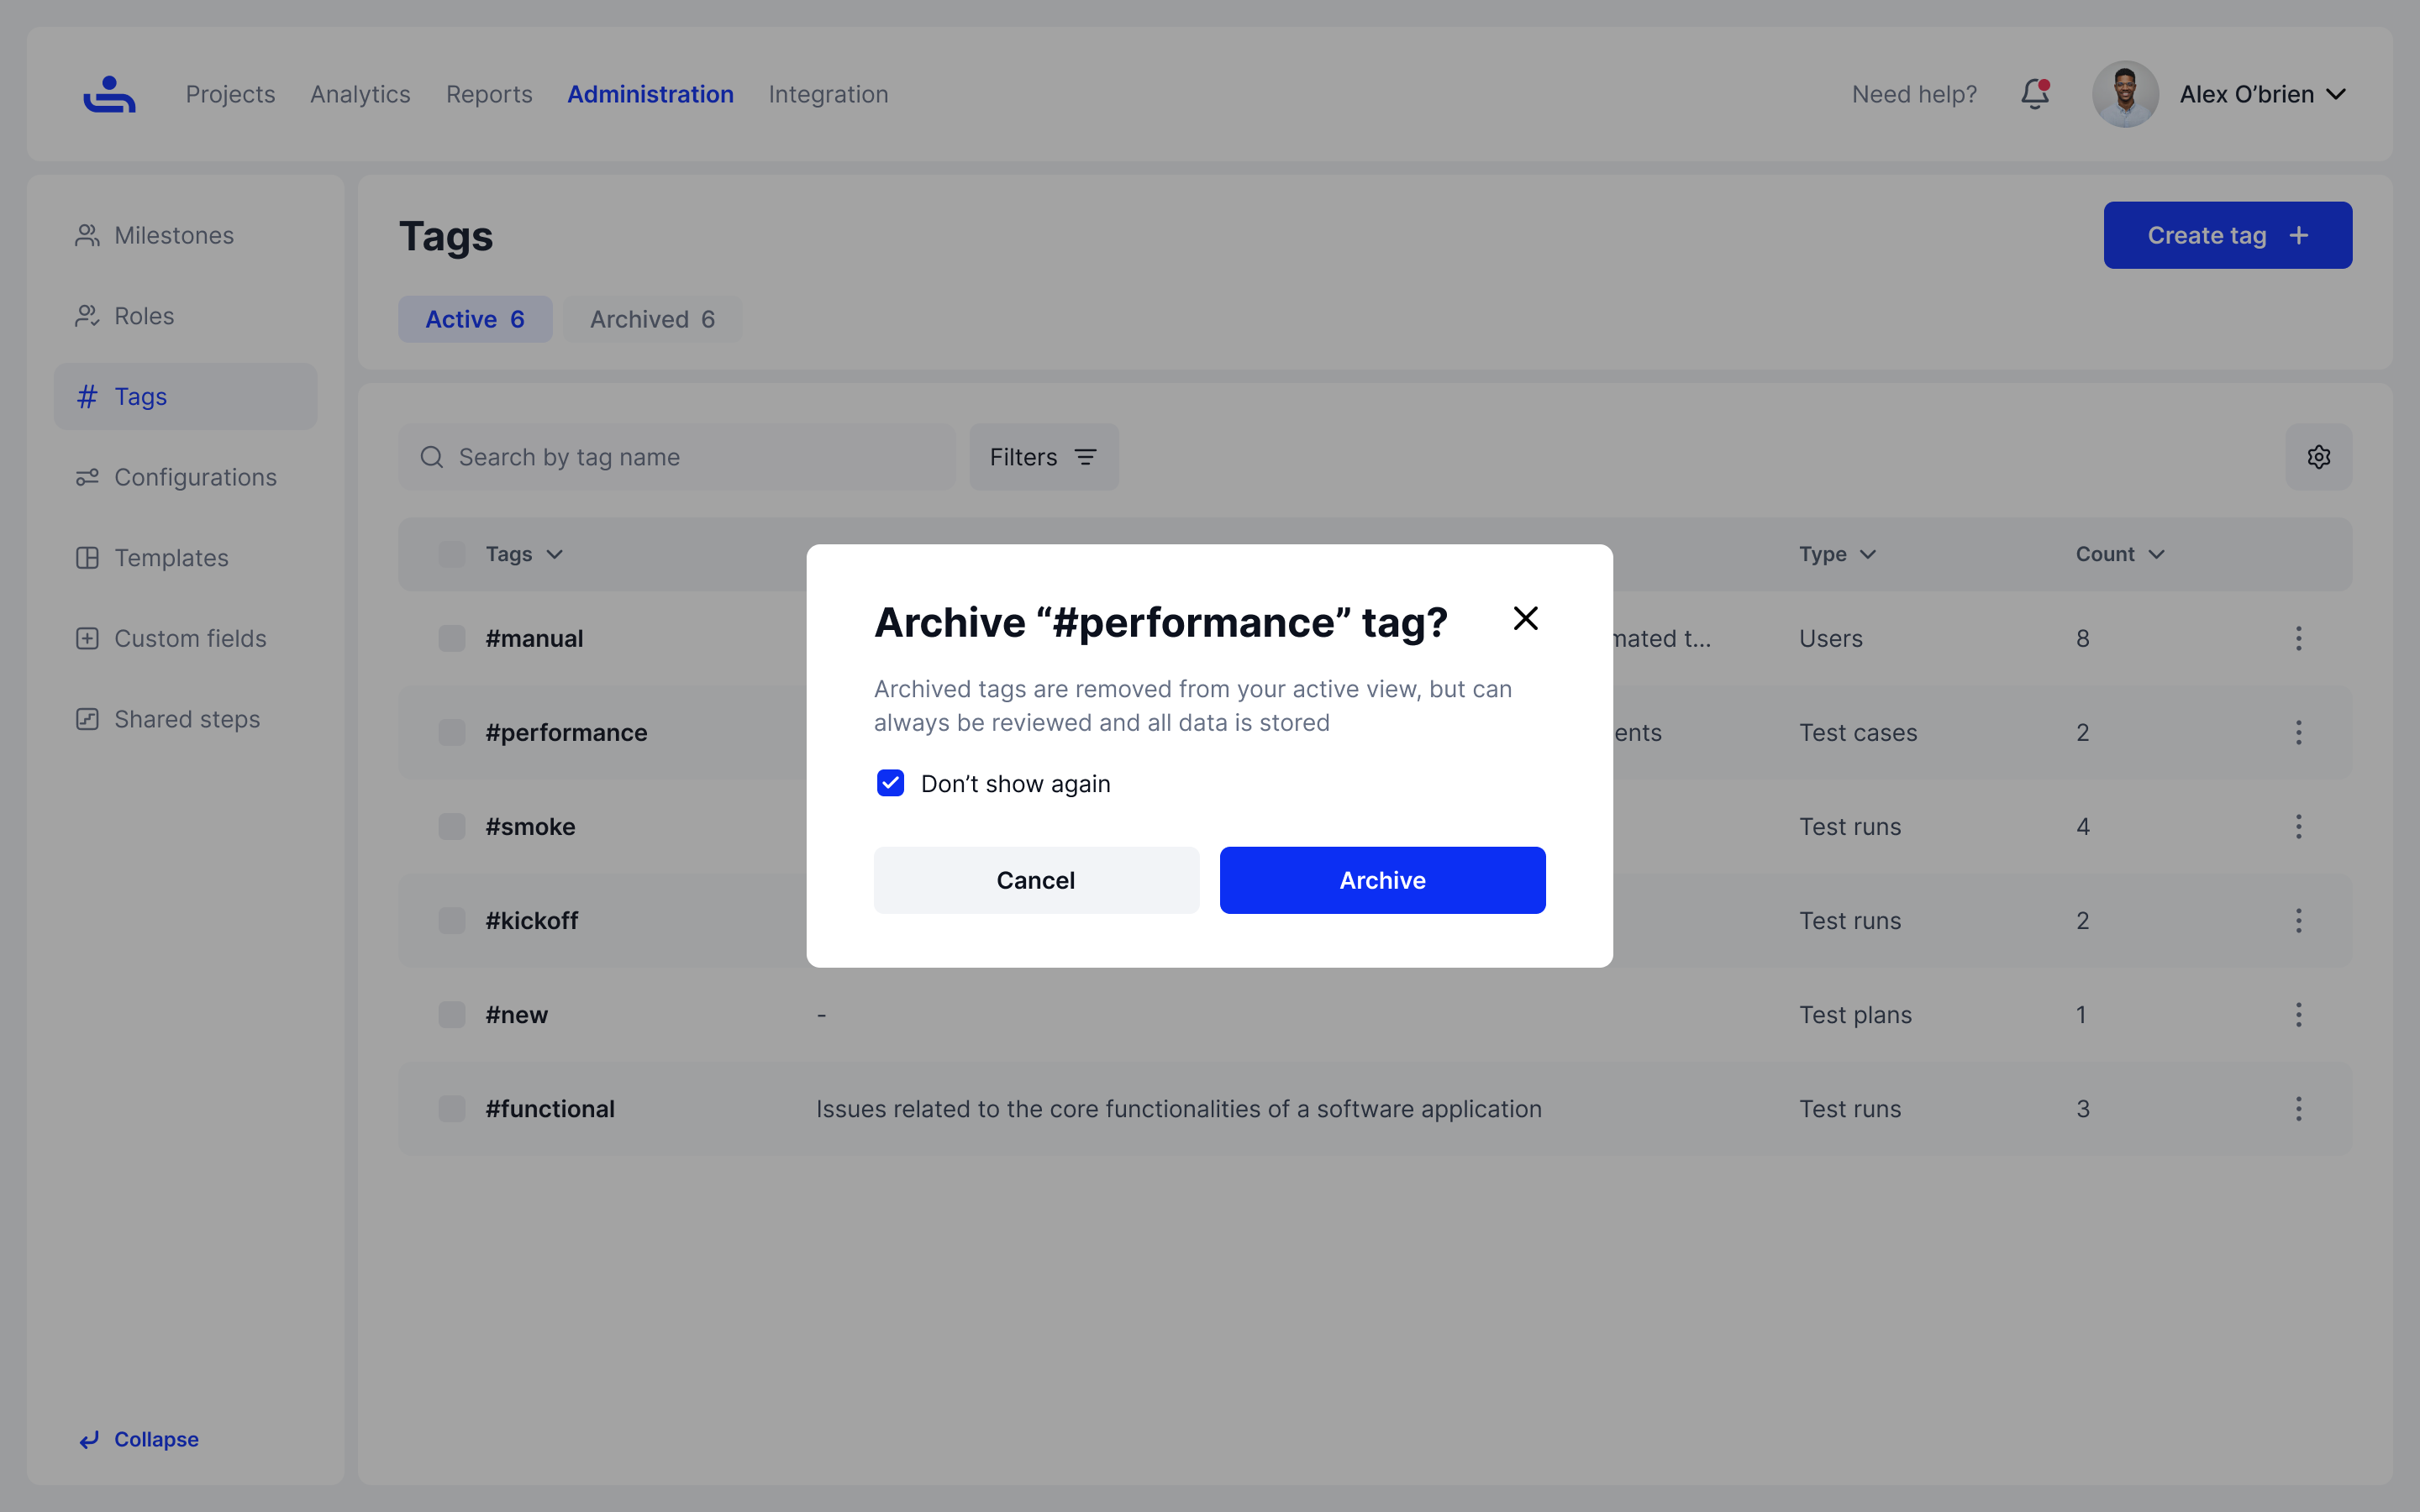 Projects Analytics Reports Administration Integration Need help? Alex O’brien
Milestones
Roles
# Tags
Configurations
Templates
Custom fields
Shared steps
Collapse
Tags
Create tag +
Active 6 Archived 6
Search by tag name
Filters
Tags Type Count
#manual mated t... Users 8
#performance Test cases 2
#smoke Test runs 4
#kickoff Test runs 2
#new - Test plans 1
#functional Issues related to the core functionalities of a software application Test runs 3
Archive “#performance” tag?
Archived tags are removed from your active view, but can
always be reviewed and all data is stored
Don’t show again
Cancel
Archive